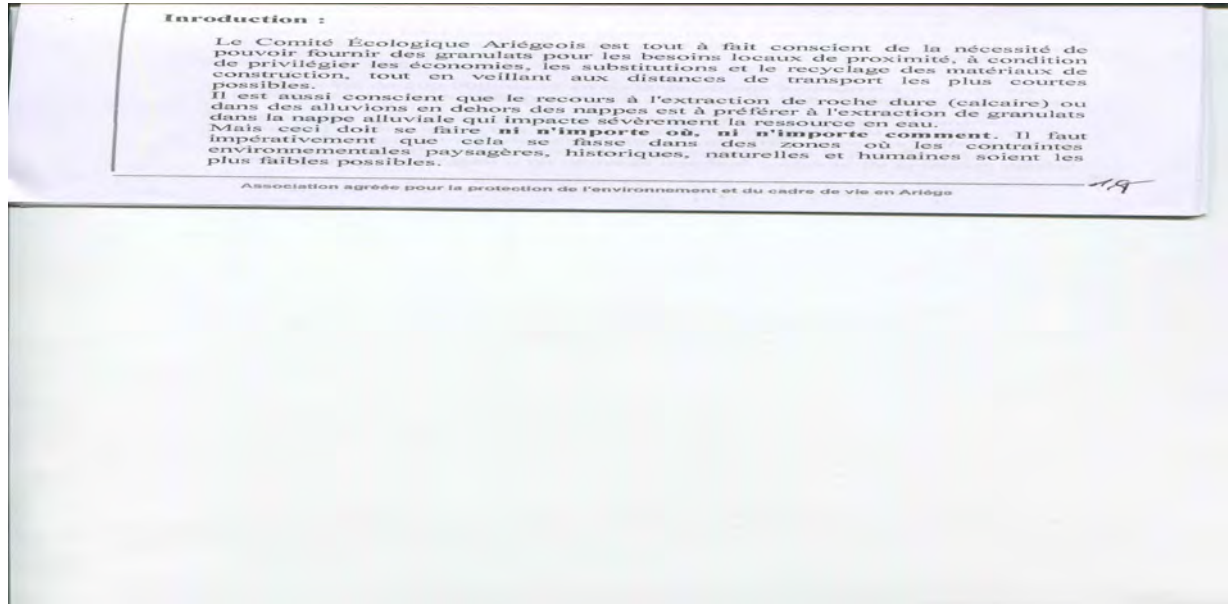 Inroduction :
Le Comité Écologique Ariégeois est tout à fait conscient de la nécessité de
pouvoir fournir des granulats pour les besoins locaux de proximité, à condition
de privilégier les économies, les substitutions et le recyclage des matériaux de
construction, tout en veillant aux distances de transport les plus courtes
possibles.
Il est aussi conscient que le recours à l'extraction de roche dure (calcaire) ou
dans des alluvions en dehors des nappes est à préférer à l'extraction de granulats
dans la nappe alluviale qui impacte sévèrement la ressource en eau.
Mais ceci doit se faire ni n'importe où, ni n'importe comment. Il faut
impérativement que cela se fasse dans des zones où les contraintes
environnementales paysagères, historiques, naturelles et humaines soient les
plus faibles possibles.
Association agréée pour la protection de l'environnement et du cadre de vie en Ariège